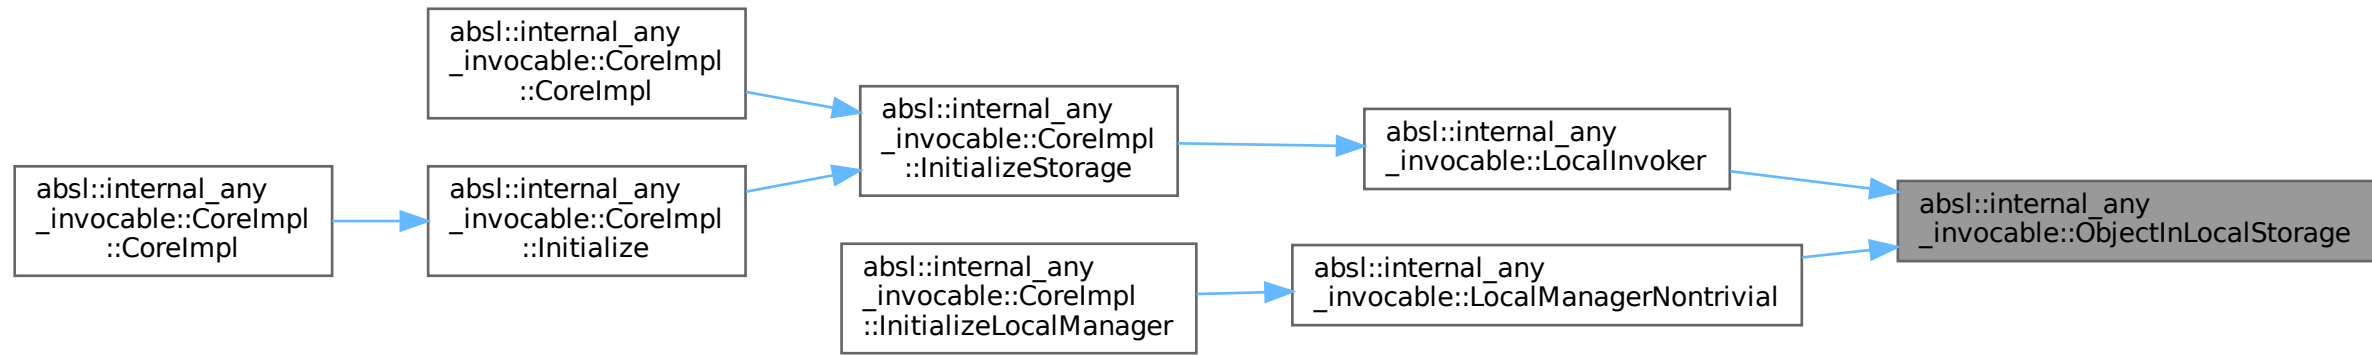 absl::internal_any
_invocable::CoreImpl
::CoreImpl
absl::internal_any
_invocable::CoreImpl
::CoreImpl
absl::internal_any
_invocable::CoreImpl
::Initialize
absl::internal_any
_invocable::CoreImpl
::InitializeStorage
absl::internal_any
_invocable::CoreImpl
::InitializeLocalManager
absl::internal_any
_invocable::LocalInvoker
absl::internal_any
_invocable::LocalManagerNontrivial
absl::internal_any
_invocable::ObjectInLocalStorage